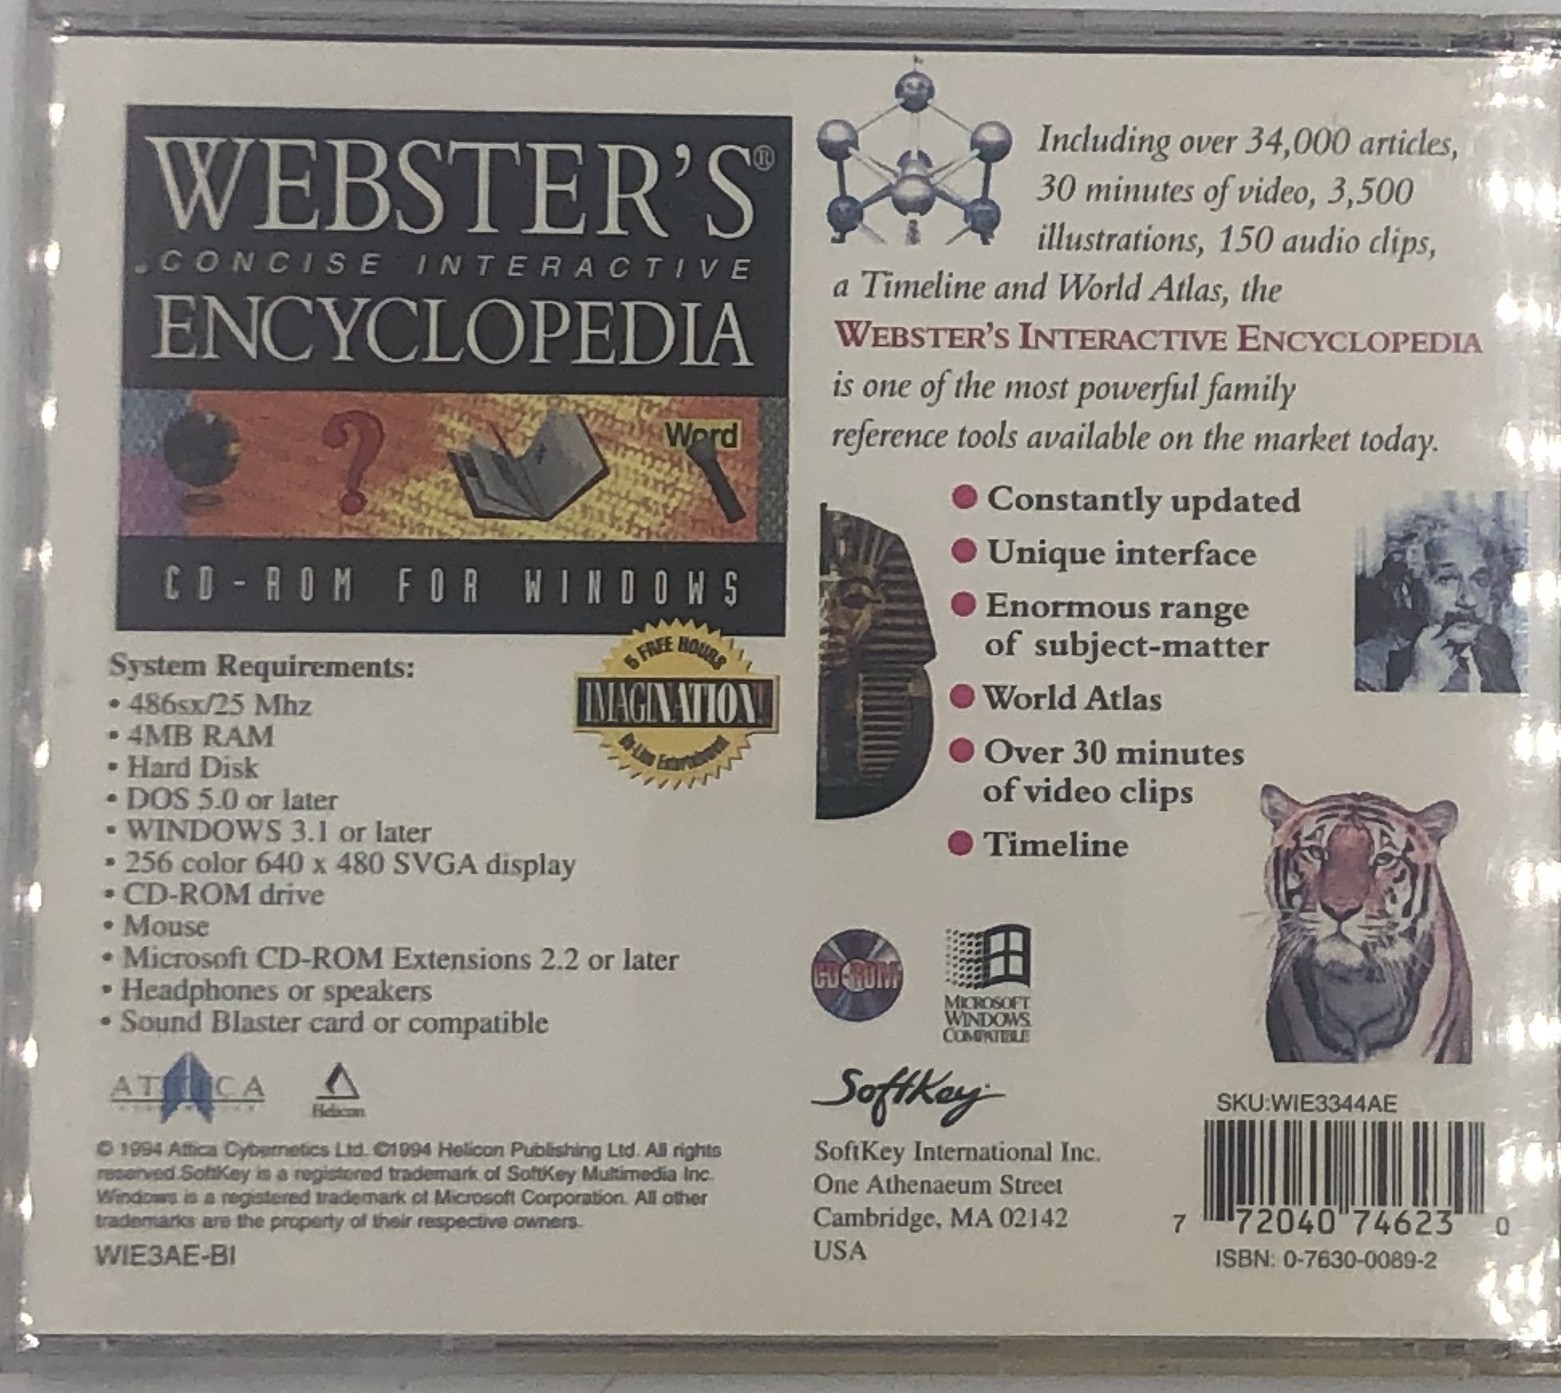 WEBSTER'S®
CONCISE INTERACTIVE
ENCYCLOPEDIA
Word
CD-ROM FOR WINDOWS
5 FREE HOURS
IMAGINATION
On-Line Entertainment
System Requirements:
• 486sx/25 Mhz
• 4MB RAM
• Hard Disk
• DOS 5.0 or later
• WINDOWS 3.1 or later
• 256 color 640 x 480 SVGA display
• CD-ROM drive
• Mouse
• Microsoft CD-ROM Extensions 2.2 or later
• Headphones or speakers
• Sound Blaster card or compatible
ATTICA
Helicon
© 1994 Attica Cybernetics Ltd. ©1994 Helicon Publishing Ltd. All rights
reserved.SoftKey is a registered trademark of SoftKey Multimedia Inc.
Windows is a registered trademark of Microsoft Corporation. All other
trademarks are the property of their respective owners.
WIE3AE-BI
Including over 34,000 articles,
30 minutes of video, 3,500
illustrations, 150 audio clips,
a Timeline and World Atlas, the
WEBSTER'S INTERACTIVE ENCYCLOPEDIA
is one of the most powerful family
reference tools available on the market today.
● Constantly updated
● Unique interface
● Enormous range
of subject-matter
● World Atlas
● Over 30 minutes
of video clips
● Timeline
CD-ROM
MICROSOFT
WINDOWS
COMPATIBLE
SoftKey
SoftKey International Inc.
One Athenaeum Street
Cambridge, MA 02142
USA
SKU:WIE3344AE
7 72040 74623 0
ISBN: 0-7630-0089-2